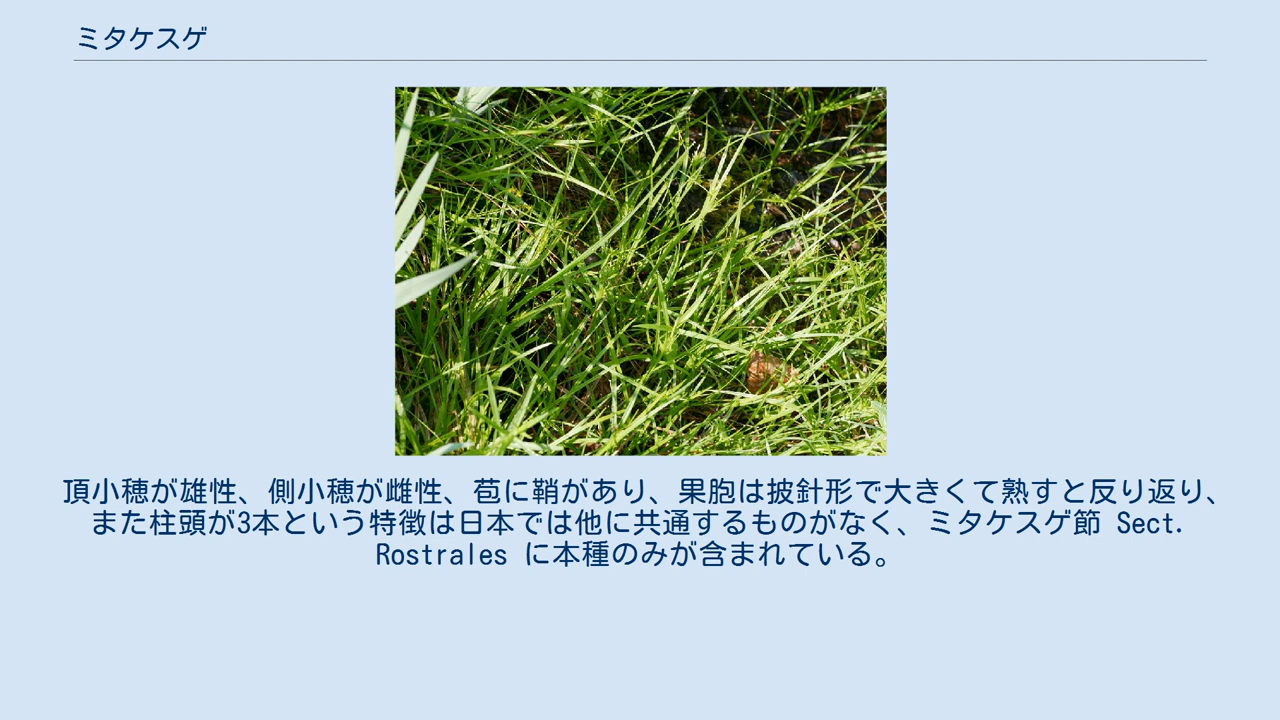 ミタケスゲ
頂小穂が雄性、側小穂が雌性、苞に鞘があり、果胞は披針形で大きくて熟すと反り返り、
また柱頭が3本という特徴は日本では他に共通するものがなく、ミタケスゲ節 Sect.
Rostrales に本種のみが含まれている。